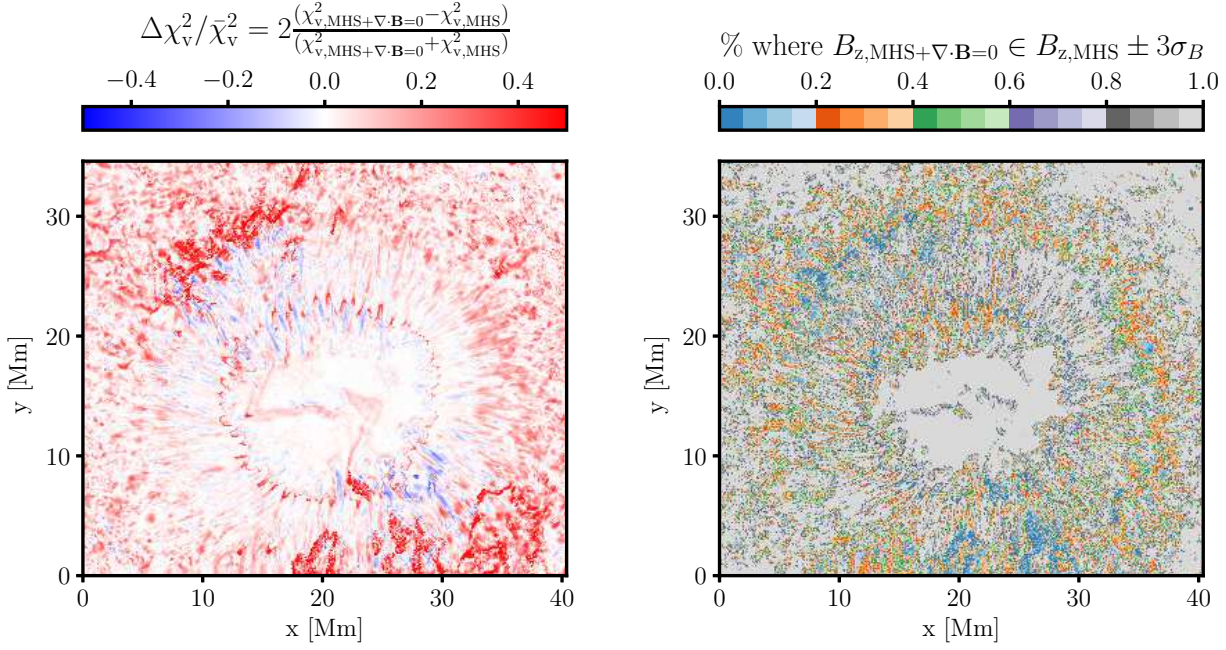 Δχ²ᵥ/χ̄²ᵥ = 2 (χ²ᵥ,MHS+∇·B=0 − χ²ᵥ,MHS) / (χ²ᵥ,MHS+∇·B=0 + χ²ᵥ,MHS)
−0.4 −0.2 0.0 0.2 0.4
y [Mm]
30
20
10
0
0 10 20 30 40
x [Mm]
% where B_z,MHS+∇·B=0 ∈ B_z,MHS ± 3σ_B
0.0 0.2 0.4 0.6 0.8 1.0
y [Mm]
30
20
10
0
0 10 20 30 40
x [Mm]